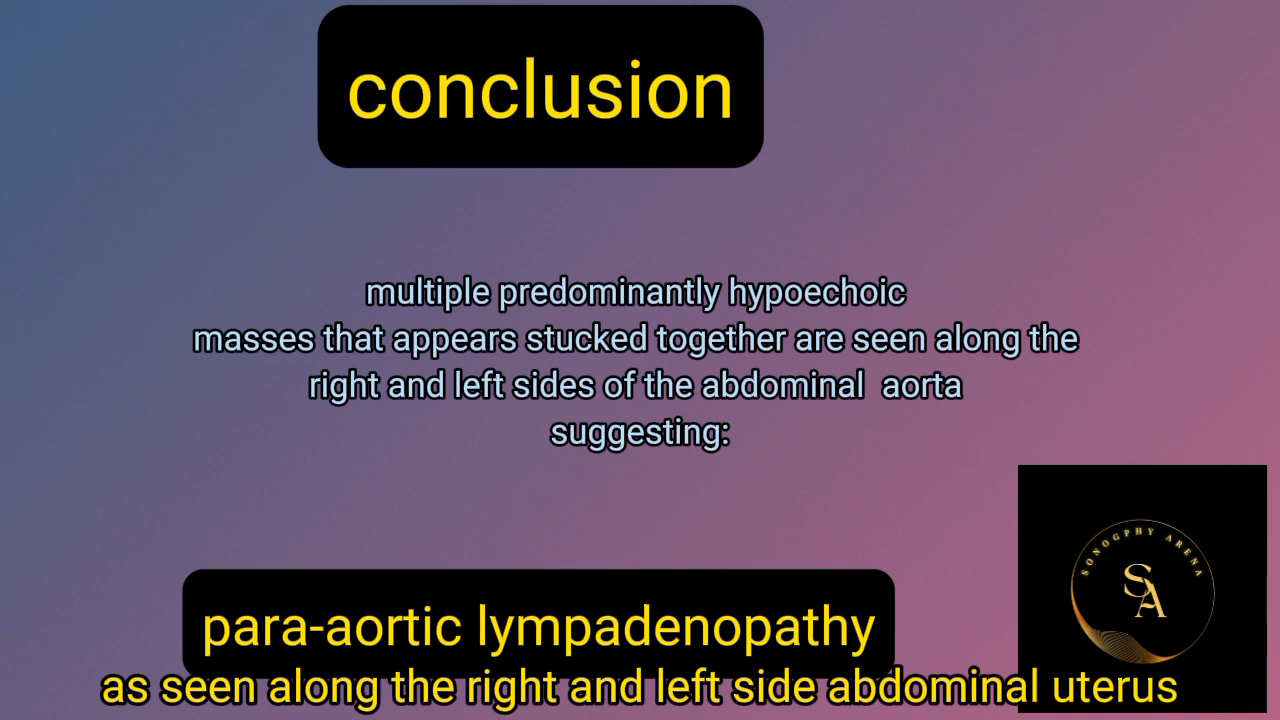 conclusion
multiple predominantly hypoechoic
masses that appears stucked together are seen along the
right and left sides of the abdominal aorta
suggesting:
SONOGPHY ARENA
SA
para-aortic lympadenopathy
as seen along the right and left side abdominal uterus